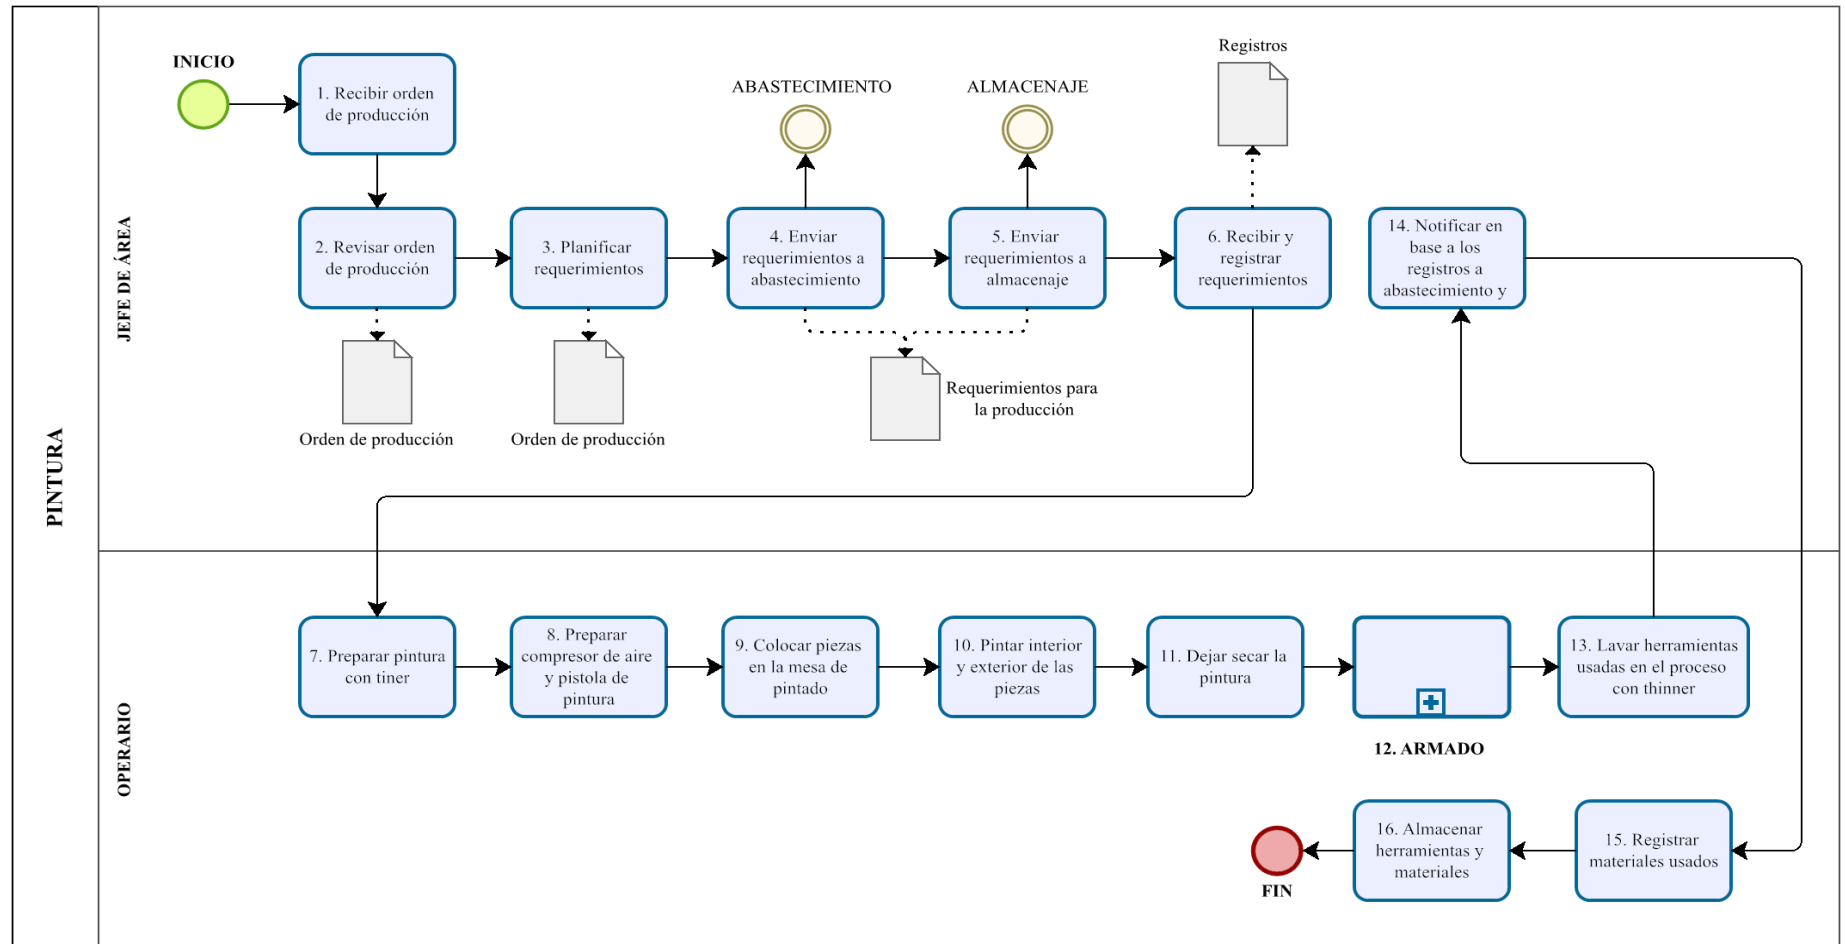 PINTURA
JEFE DE ÁREA
INICIO
1. Recibir orden
de producción
2. Revisar orden
de producción
Orden de producción
3. Planificar
requerimientos
Orden de producción
ABASTECIMIENTO
4. Enviar
requerimientos a
abastecimiento
ALMACENAJE
5. Enviar
requerimientos a
almacenaje
Requerimientos para
la producción
Registros
6. Recibir y
registrar
requerimientos
14. Notificar en
base a los
registros a
abastecimiento y
OPERARIO
7. Preparar pintura
con tiner
8. Preparar
compresor de aire
y pistola de
pintura
9. Colocar piezas
en la mesa de
pintado
10. Pintar interior
y exterior de las
piezas
11. Dejar secar la
pintura
12. ARMADO
13. Lavar herramientas
usadas en el proceso
con thinner
15. Registrar
materiales usados
16. Almacenar
herramientas y
materiales
FIN